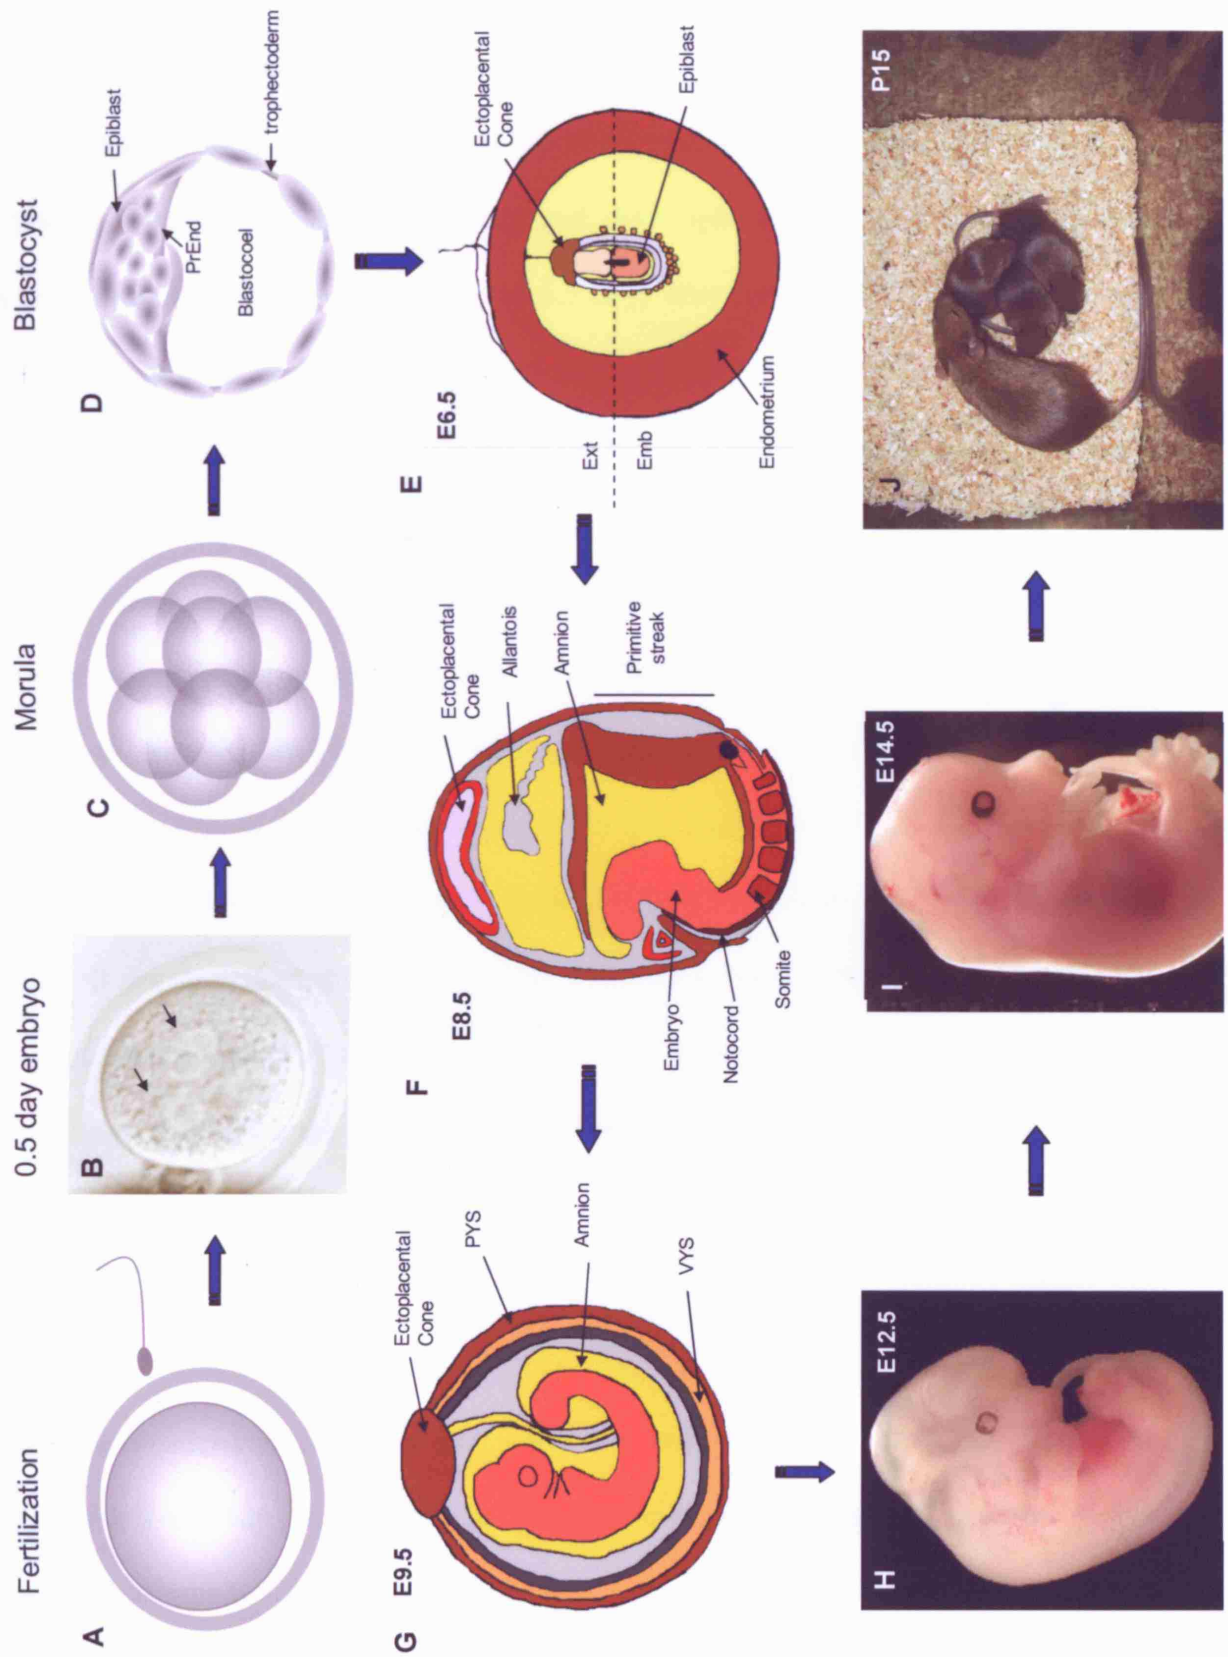 Fertilization
0.5 day embryo
Morula
Blastocyst
A
B
C
D
Epiblast
PrEnd
Blastocoel
trophectoderm
E
E6.5
Ectoplacental
Cone
Epiblast
Ext
Emb
Endometrium
F
E8.5
Ectoplacental
Cone
Allantois
Amnion
Primitive
streak
Embryo
Notocord
Somite
G
E9.5
Ectoplacental
Cone
PYS
Amnion
VYS
H
E12.5
I
E14.5
J
P15